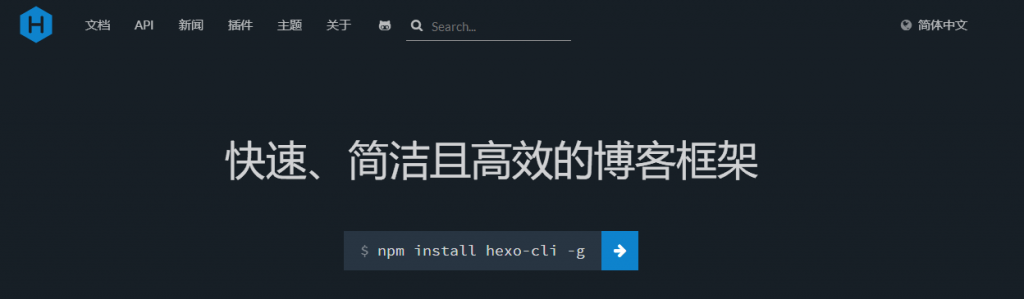 H 文档 API 新闻 插件 主题 关于 Search... 简体中文
快速、简洁且高效的博客框架
$ npm install hexo-cli -g